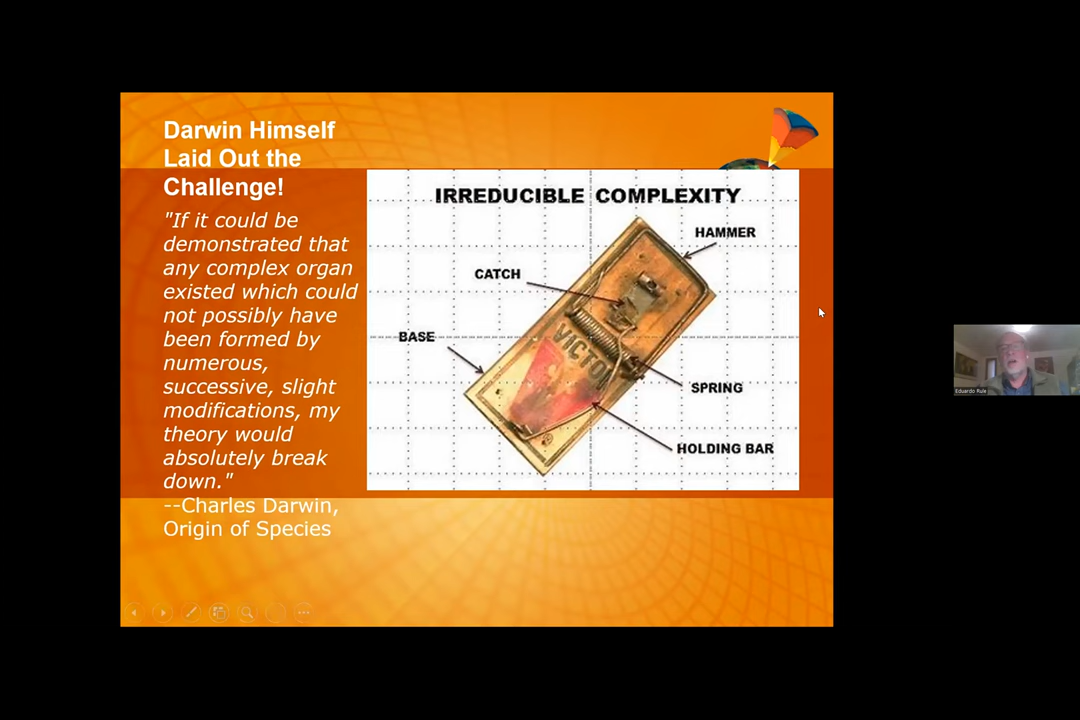 Darwin Himself
Laid Out the
Challenge!
"If it could be
demonstrated that
any complex organ
existed which could
not possibly have
been formed by
numerous,
successive, slight
modifications, my
theory would
absolutely break
down."
--Charles Darwin,
Origin of Species
IRREDUCIBLE COMPLEXITY
HAMMER
CATCH
BASE
VICTOR
SPRING
HOLDING BAR
Eduardo Rule